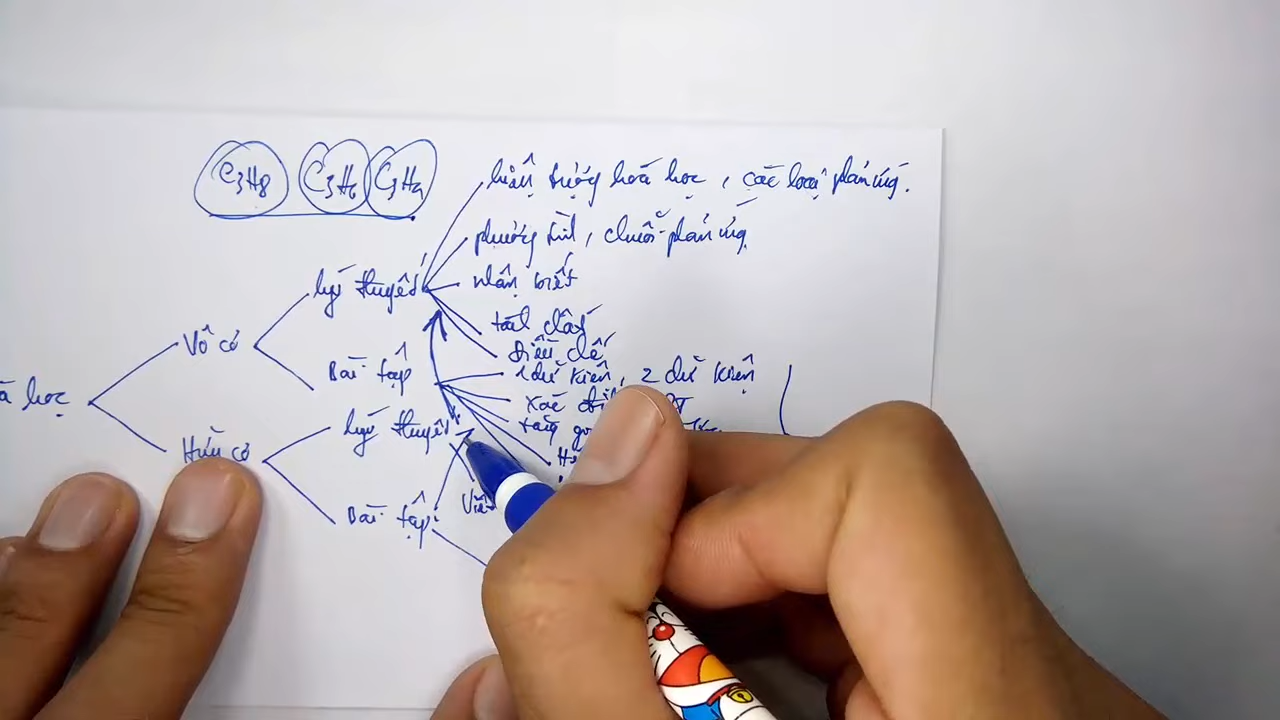 C3H8 C3H6 C3H4
hiện tượng hoá học, các loại phản ứng.
phương trình, chuỗi phản ứng
nhận biết
lý thuyết
tách chất
Vô cơ
điều chế
Bài tập
1 dữ kiện, 2 dữ kiện
học
Xác
lý thuyết
tăng
Hữu cơ
Bài tập